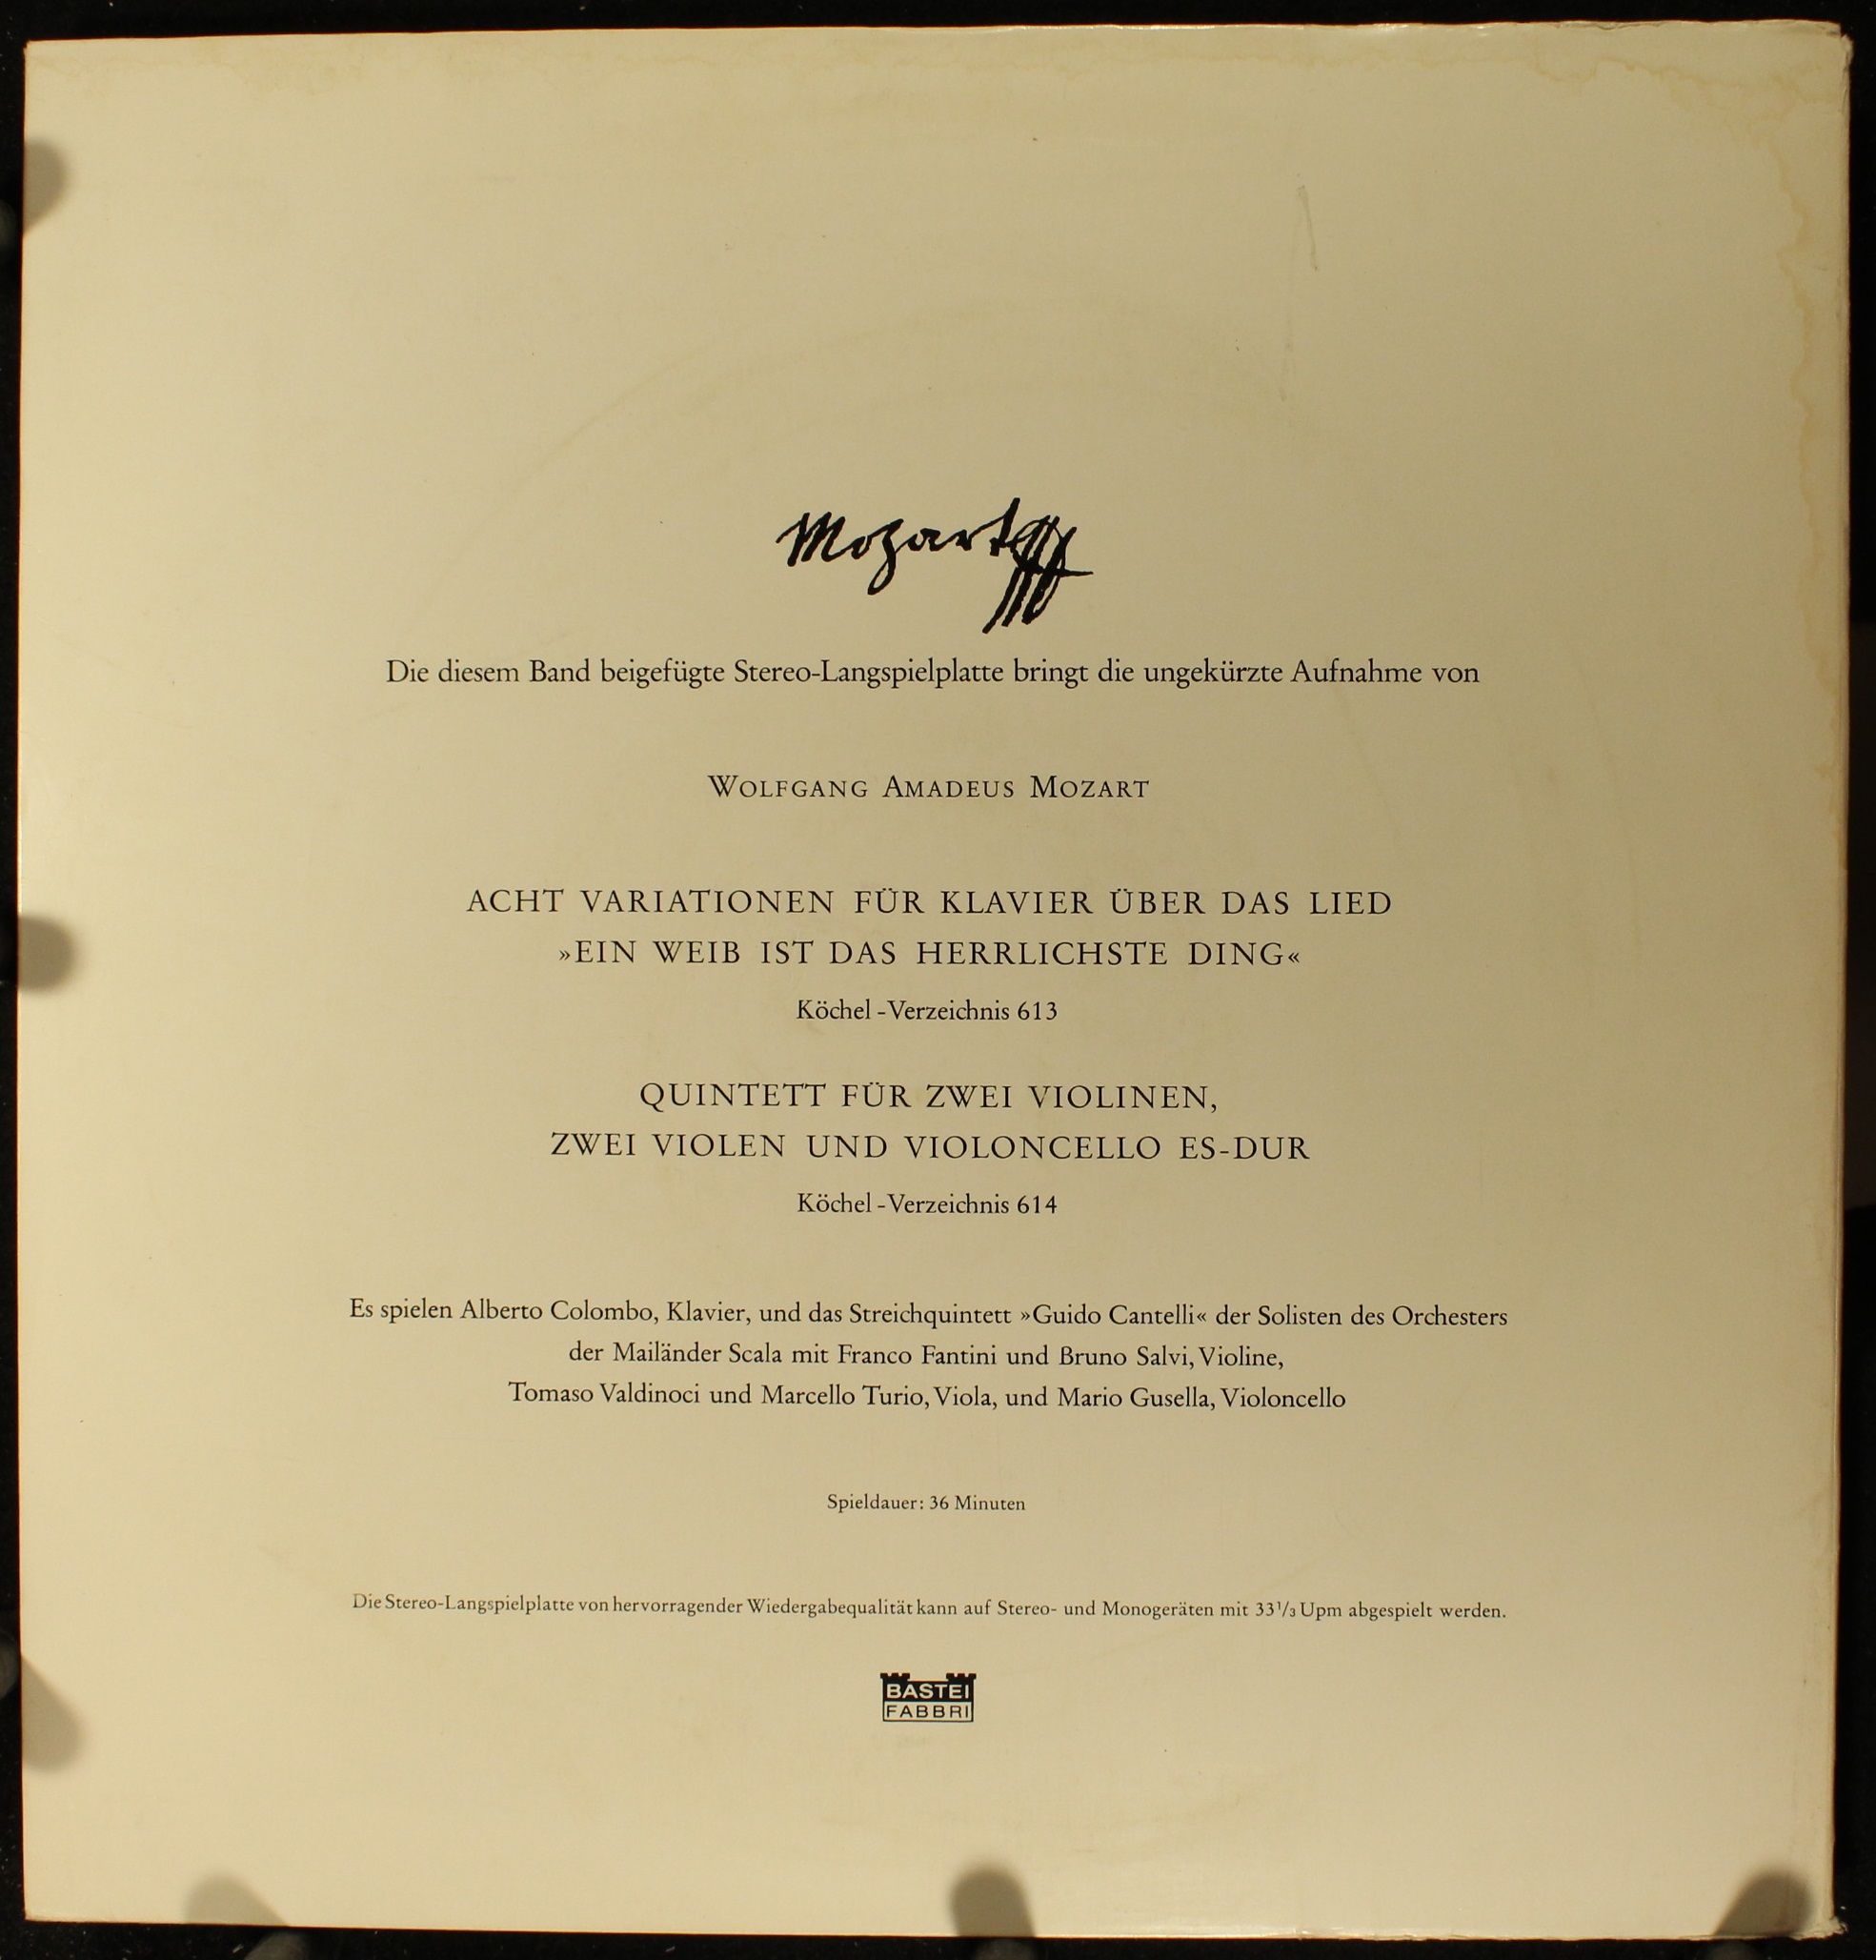 Mozart
Die diesem Band beigefügte Stereo-Langspielplatte bringt die ungekürzte Aufnahme von
WOLFGANG AMADEUS MOZART
ACHT VARIATIONEN FÜR KLAVIER ÜBER DAS LIED
»EIN WEIB IST DAS HERRLICHSTE DING«
Köchel-Verzeichnis 613
QUINTETT FÜR ZWEI VIOLINEN,
ZWEI VIOLEN UND VIOLONCELLO ES-DUR
Köchel-Verzeichnis 614
Es spielen Alberto Colombo, Klavier, und das Streichquintett »Guido Cantelli« der Solisten des Orchesters
der Mailänder Scala mit Franco Fantini und Bruno Salvi, Violine,
Tomaso Valdinoci und Marcello Turio, Viola, und Mario Gusella, Violoncello
Spieldauer: 36 Minuten
Die Stereo-Langspielplatte von hervorragender Wiedergabequalität kann auf Stereo- und Monogeräten mit 33 1/3 Upm abgespielt werden.
BASTEI
FABBRI